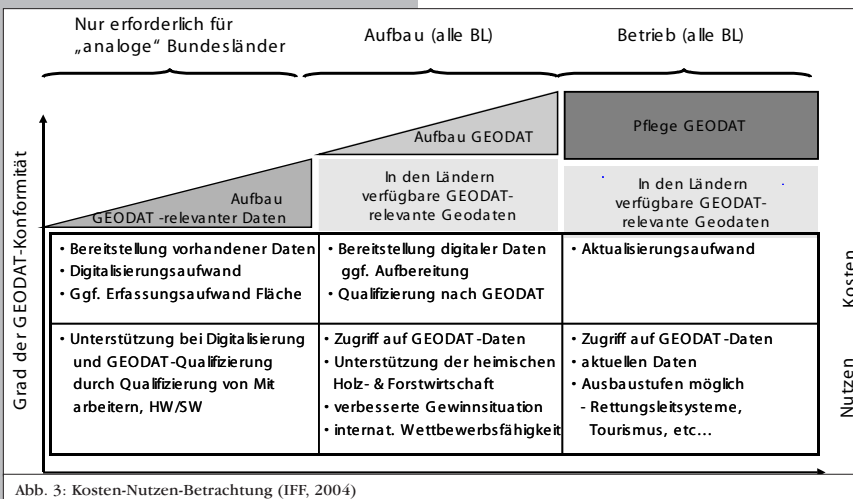 Nur erforderlich für
„analoge“ Bundesländer
Aufbau (alle BL)
Betrieb (alle BL)
Grad der GEODAT-Konformität
Aufbau
GEODAT -relevanter Daten
Aufbau GEODAT
In den Ländern
verfügbare GEODAT-
relevante Geodaten
Pflege GEODAT
In den Ländern
verfügbare GEODAT-
relevante Geodaten
• Bereitstellung vorhandener Daten
• Digitalisierungsaufwand
• Ggf. Erfassungsaufwand Fläche
• Bereitstellung digitaler Daten
ggf. Aufbereitung
• Qualifizierung nach GEODAT
• Aktualisierungsaufwand
Kosten
• Unterstützung bei Digitalisierung
und GEODAT-Qualifizierung
durch Qualifizierung von Mit
arbeitern, HW/SW
• Zugriff auf GEODAT -Daten
• Unterstützung der heimischen
Holz- & Forstwirtschaft
• verbesserte Gewinnsituation
• internat. Wettbewerbsfähigkeit
• Zugriff auf GEODAT -Daten
• aktuellen Daten
• Ausbaustufen möglich
- Rettungsleitsysteme,
Tourismus, etc...
Nutzen
Abb. 3: Kosten-Nutzen-Betrachtung (IFF, 2004)